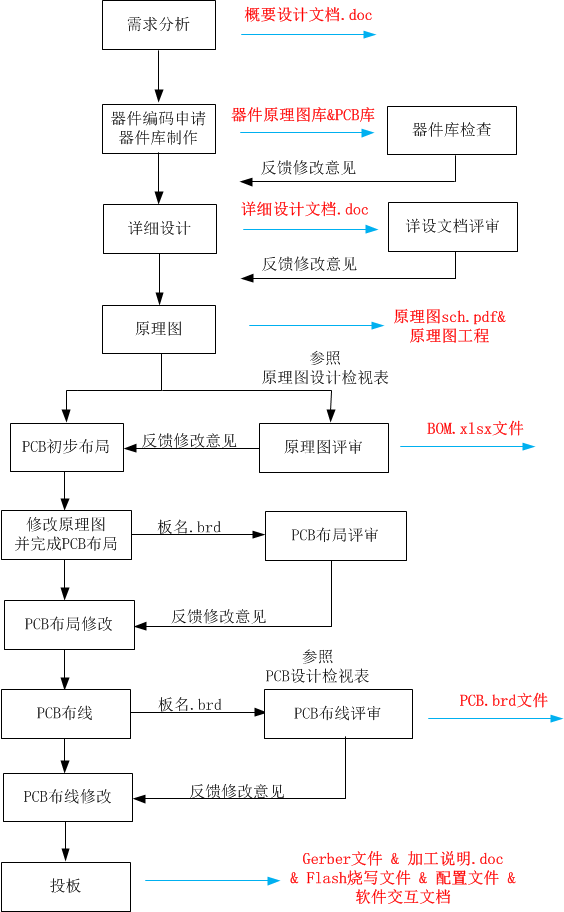 需求分析
概要设计文档.doc
器件编码申请
器件库制作
器件原理图库&PCB库
器件库检查
反馈修改意见
详细设计
详细设计文档.doc
详设文档评审
反馈修改意见
原理图
原理图sch.pdf&
原理图工程
参照
原理图设计检视表
PCB初步布局
反馈修改意见
原理图评审
BOM.xlsx文件
修改原理图
并完成PCB布局
板名.brd
PCB布局评审
PCB布局修改
反馈修改意见
参照
PCB设计检视表
PCB布线
板名.brd
PCB布线评审
PCB.brd文件
PCB布线修改
反馈修改意见
投板
Gerber文件 & 加工说明.doc
& Flash烧写文件 & 配置文件 &
软件交互文档